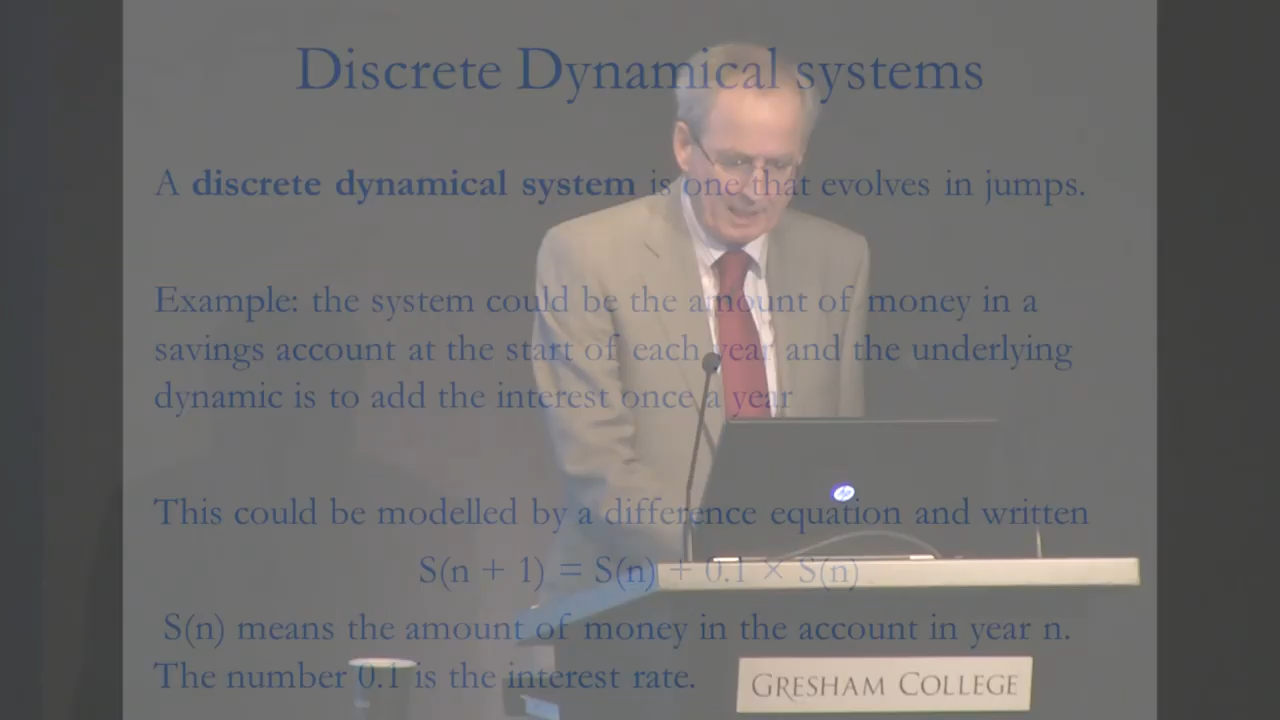 Discrete Dynamical systems
A discrete dynamical system is one that evolves in jumps.
Example: the system could be the amount of money in a
savings account at the start of each year and the underlying
dynamic is to add the interest once a year
This could be modelled by a difference equation and written
S(n + 1) = S(n) + 0.1 × S(n)
S(n) means the amount of money in the account in year n.
The number 0.1 is the interest rate.
hp
GRESHAM COLLEGE